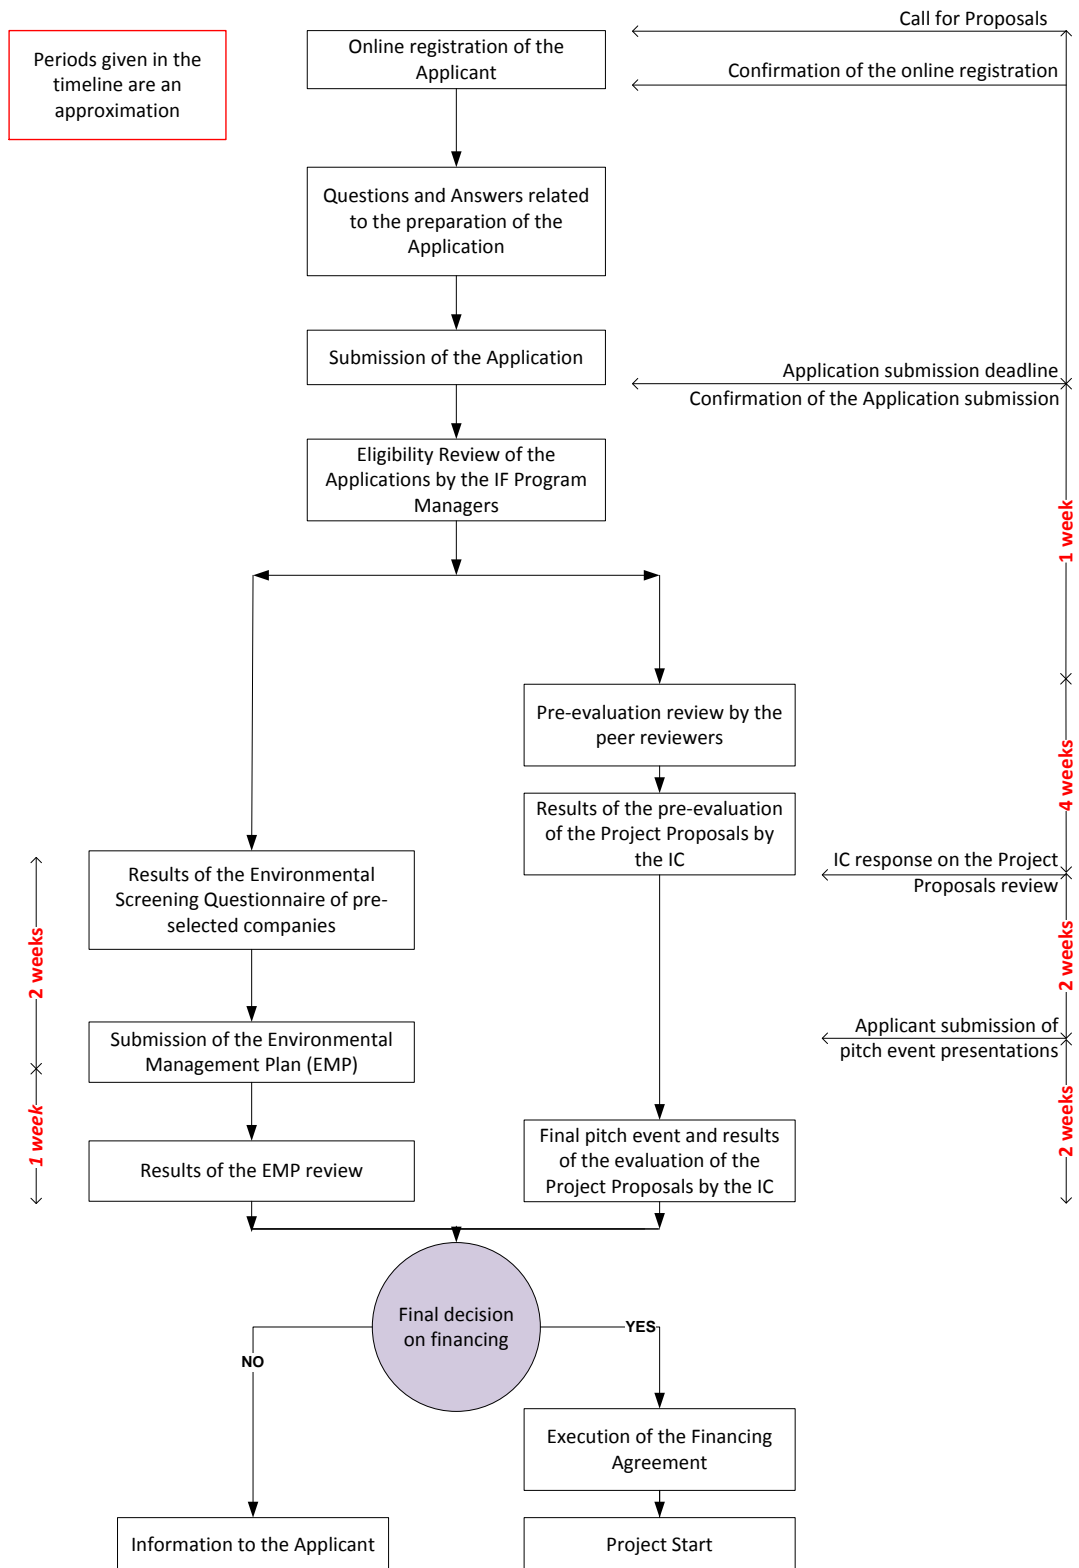 Call for Proposals
Periods given in the
timeline are an
approximation
Online registration of the
Applicant
Confirmation of the online registration
Questions and Answers related
to the preparation of the
Application
Submission of the Application
Application submission deadline
Confirmation of the Application submission
Eligibility Review of the
Applications by the IF Program
Managers
1 week
Pre-evaluation review by the
peer reviewers
4 weeks
Results of the pre-evaluation
of the Project Proposals by
the IC
IC response on the Project
Proposals review
Results of the Environmental
Screening Questionnaire of pre-
selected companies
2 weeks
2 weeks
Submission of the Environmental
Management Plan (EMP)
Applicant submission of
pitch event presentations
1 week
Results of the EMP review
Final pitch event and results
of the evaluation of the
Project Proposals by the IC
2 weeks
Final decision
on financing
YES
NO
Execution of the Financing
Agreement
Information to the Applicant
Project Start